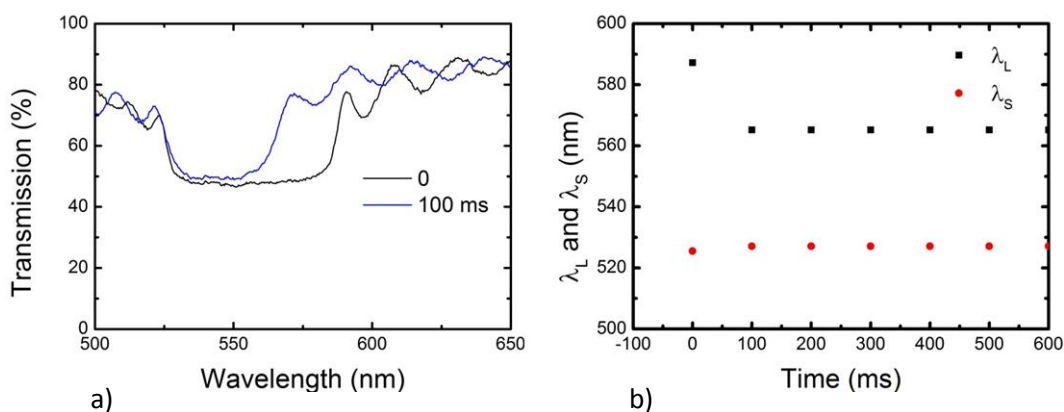 100
80
60
40
20
0
Transmission (%)
500
550
600
650
Wavelength (nm)
0
100 ms
a)
600
580
560
540
520
500
λL and λS (nm)
-100
0
100
200
300
400
500
600
Time (ms)
λL
λS
b)